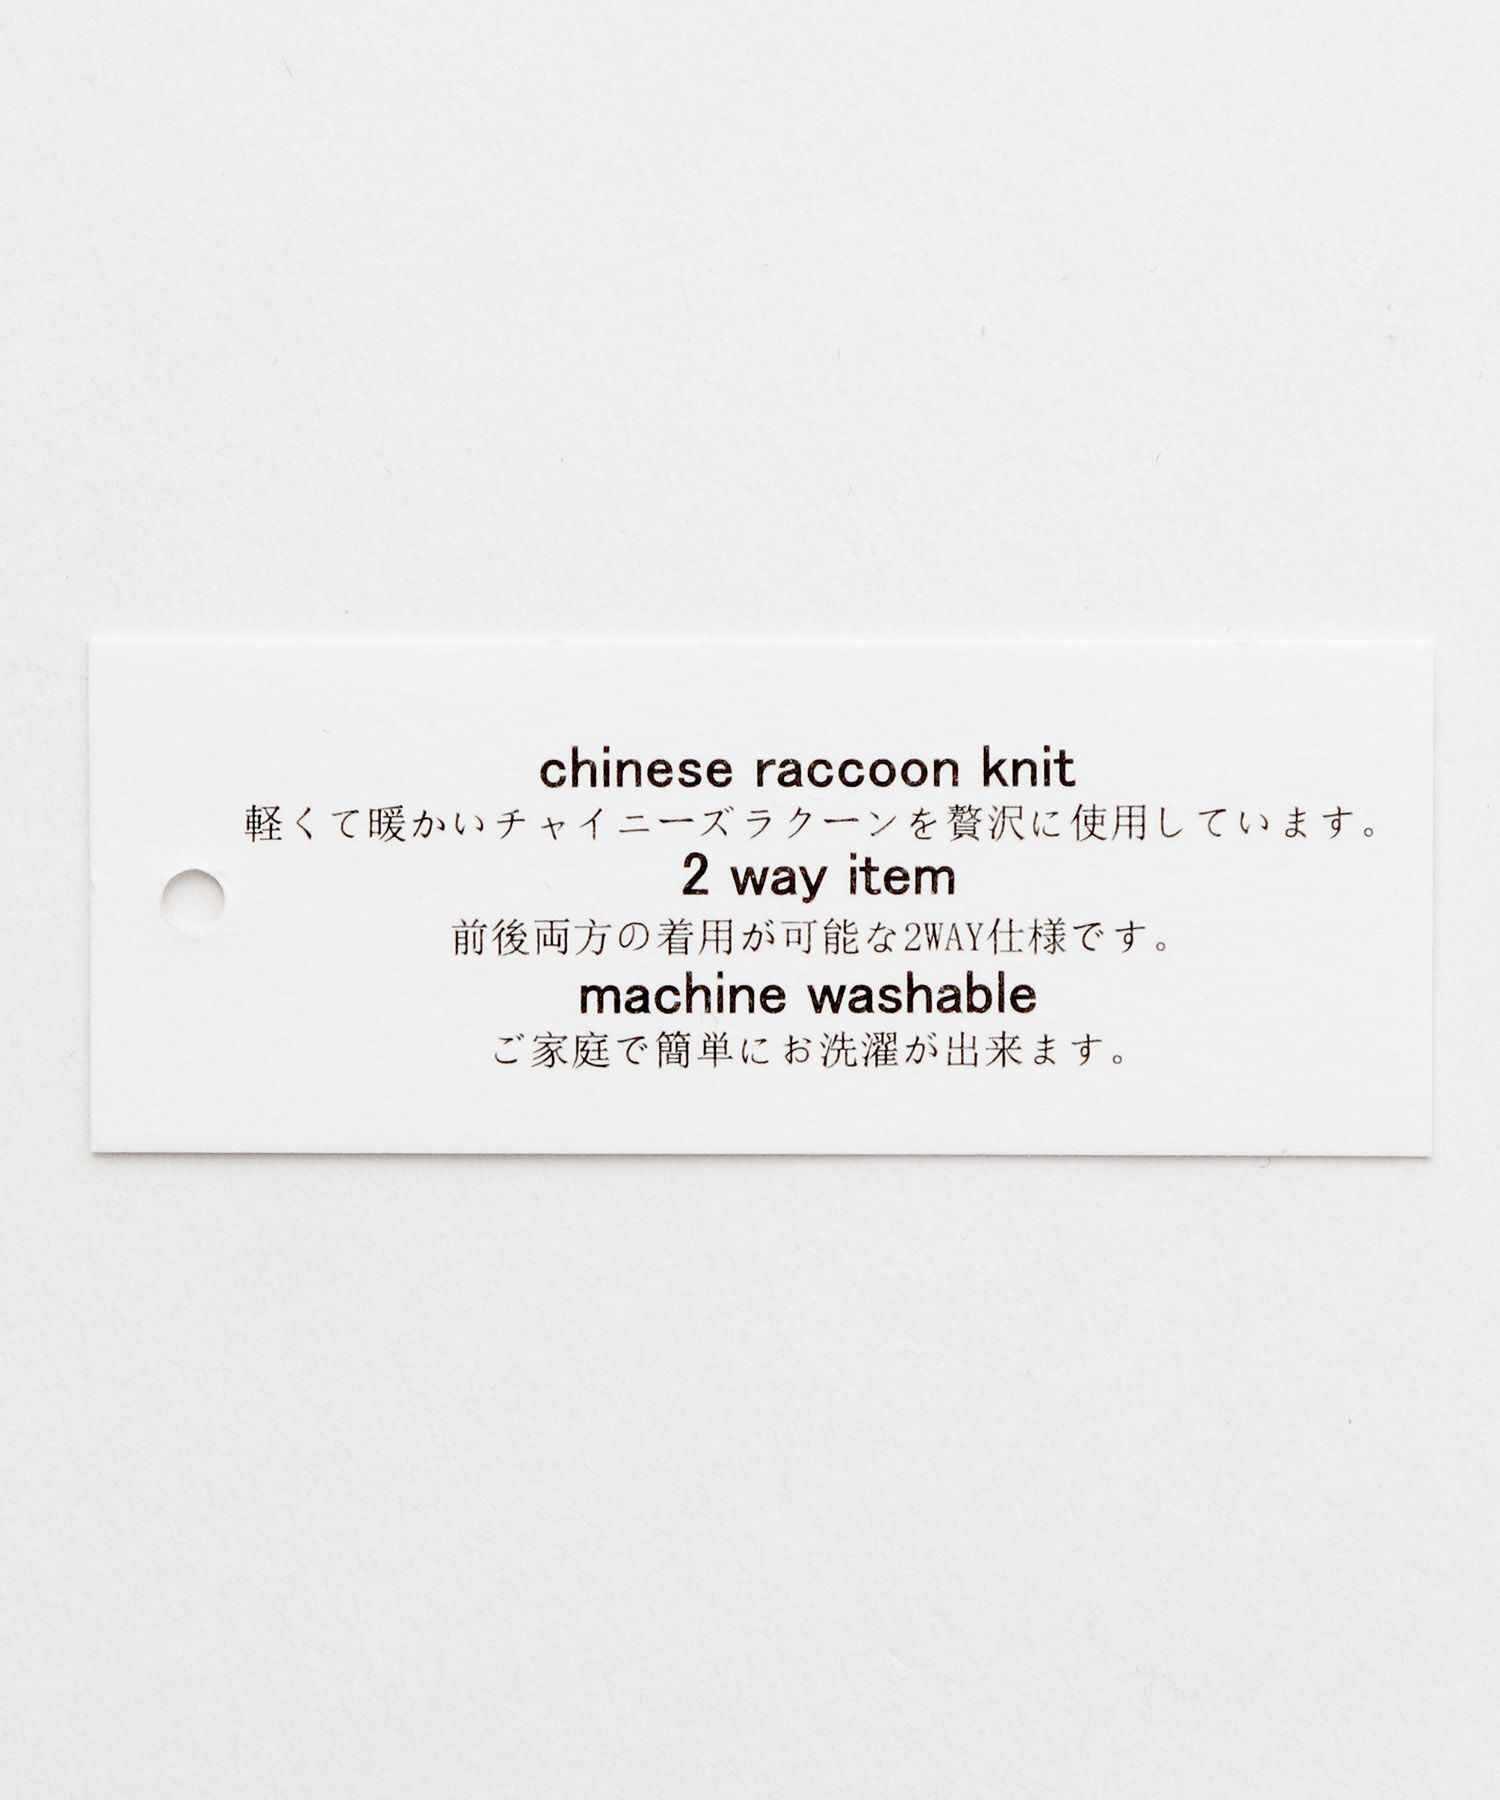 chinese raccoon knit
軽くて暖かいチャイニーズラクーンを贅沢に使用しています。
2 way item
前後両方の着用が可能な2WAY仕様です。
machine washable
ご家庭で簡単にお洗濯が出来ます。